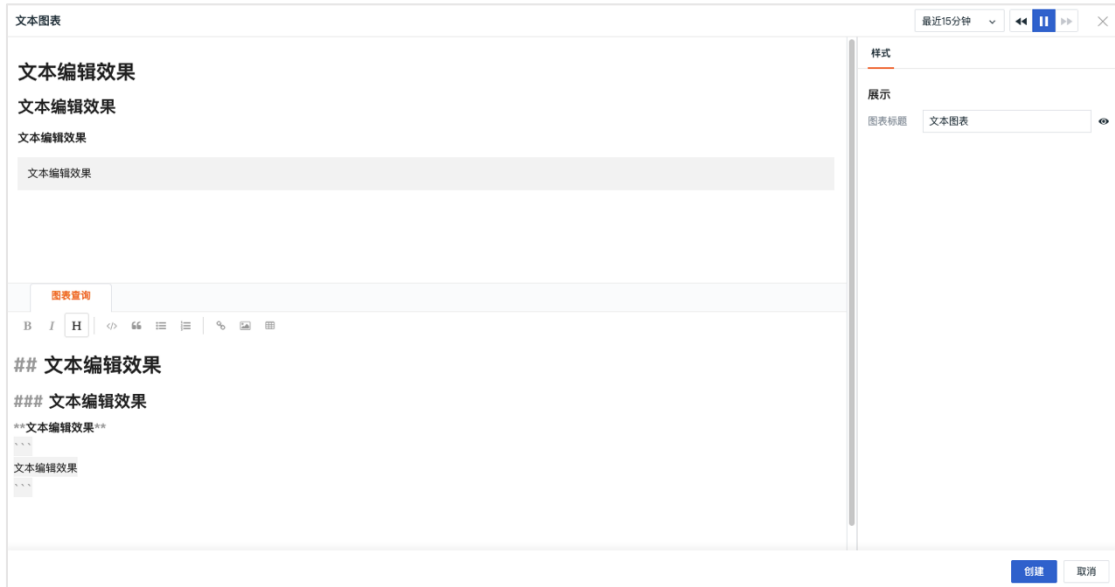 文本图表
最近15分钟
样式
文本编辑效果
文本编辑效果
文本编辑效果
文本编辑效果
展示
图表标题 文本图表
图表查询
B I H
## 文本编辑效果
### 文本编辑效果
**文本编辑效果**
```
文本编辑效果
```
创建 取消